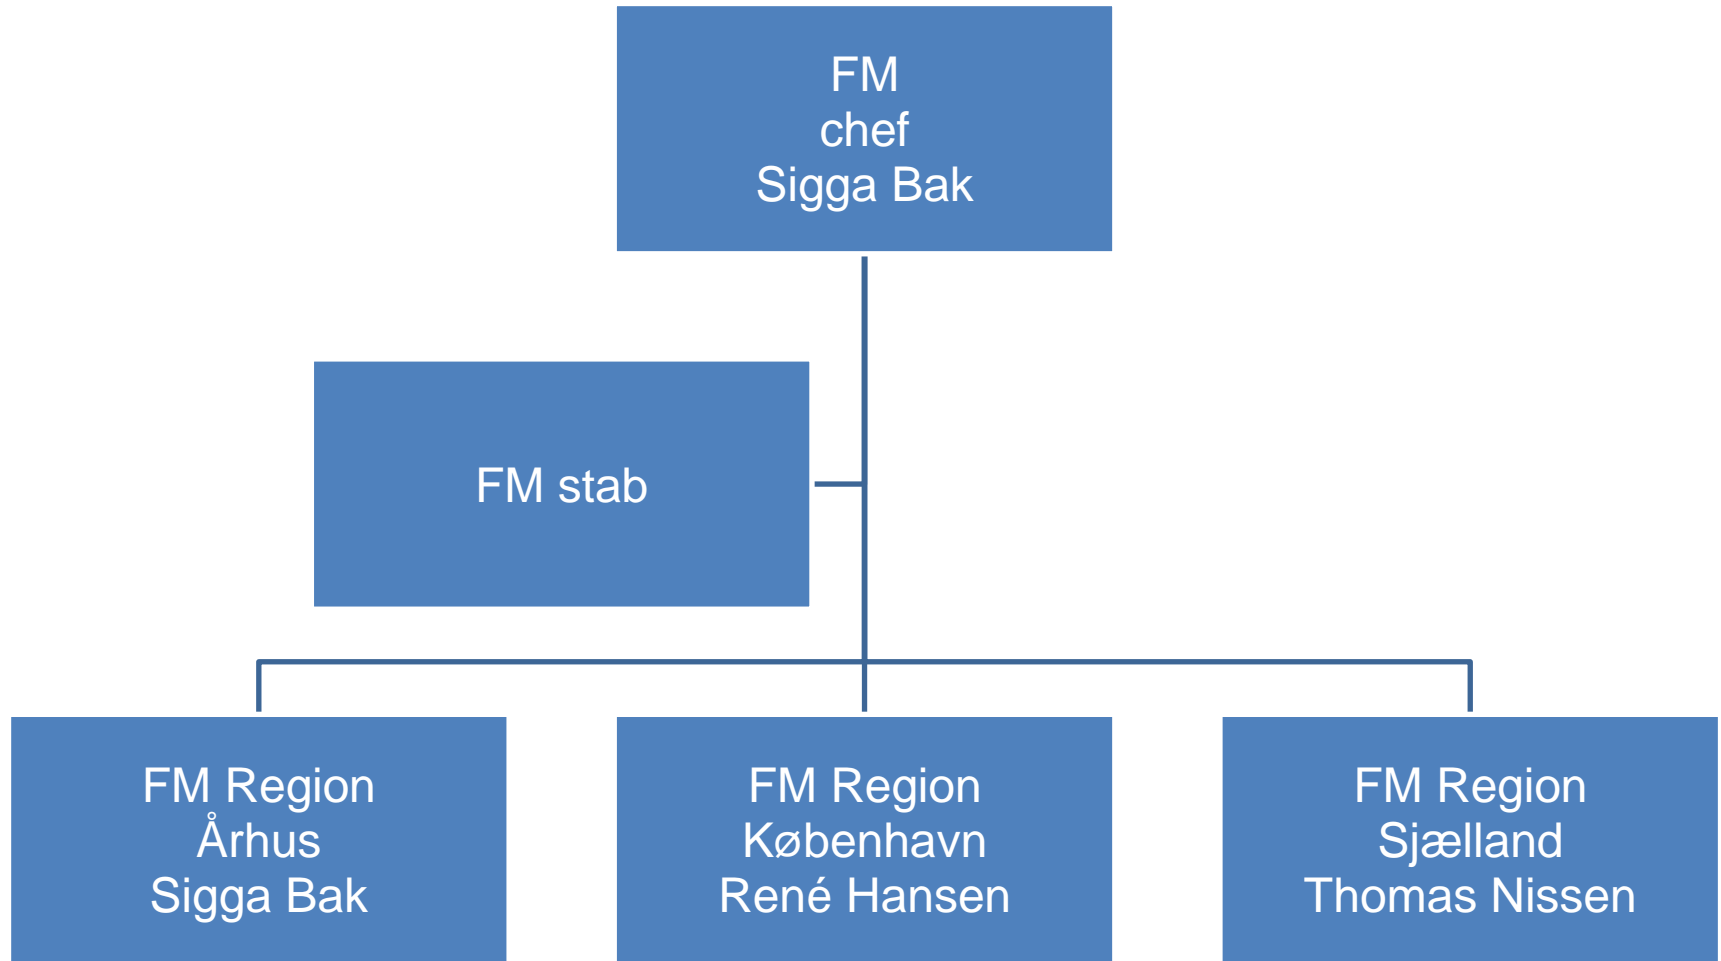 FM
chef
Sigga Bak
FM stab
FM Region
Århus
Sigga Bak
FM Region
København
René Hansen
FM Region
Sjælland
Thomas Nissen